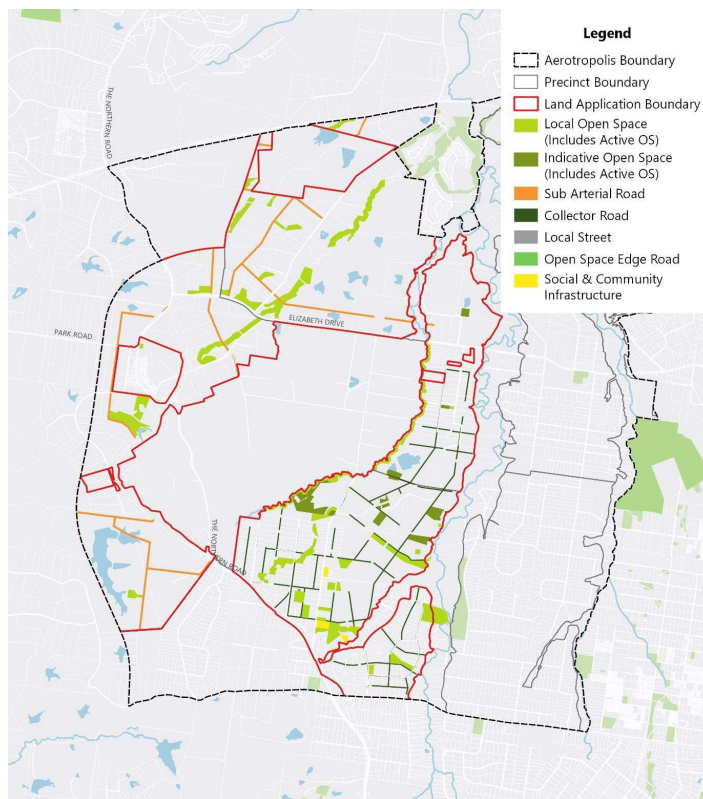 Legend
Aerotropolis Boundary
Precinct Boundary
Land Application Boundary
Local Open Space
(Includes Active OS)
Indicative Open Space
(Includes Active OS)
Sub Arterial Road
Collector Road
Local Street
Open Space Edge Road
Social & Community
Infrastructure
THE NORTHERN ROAD
ELIZABETH DRIVE
PARK ROAD
THE NORTHERN ROAD